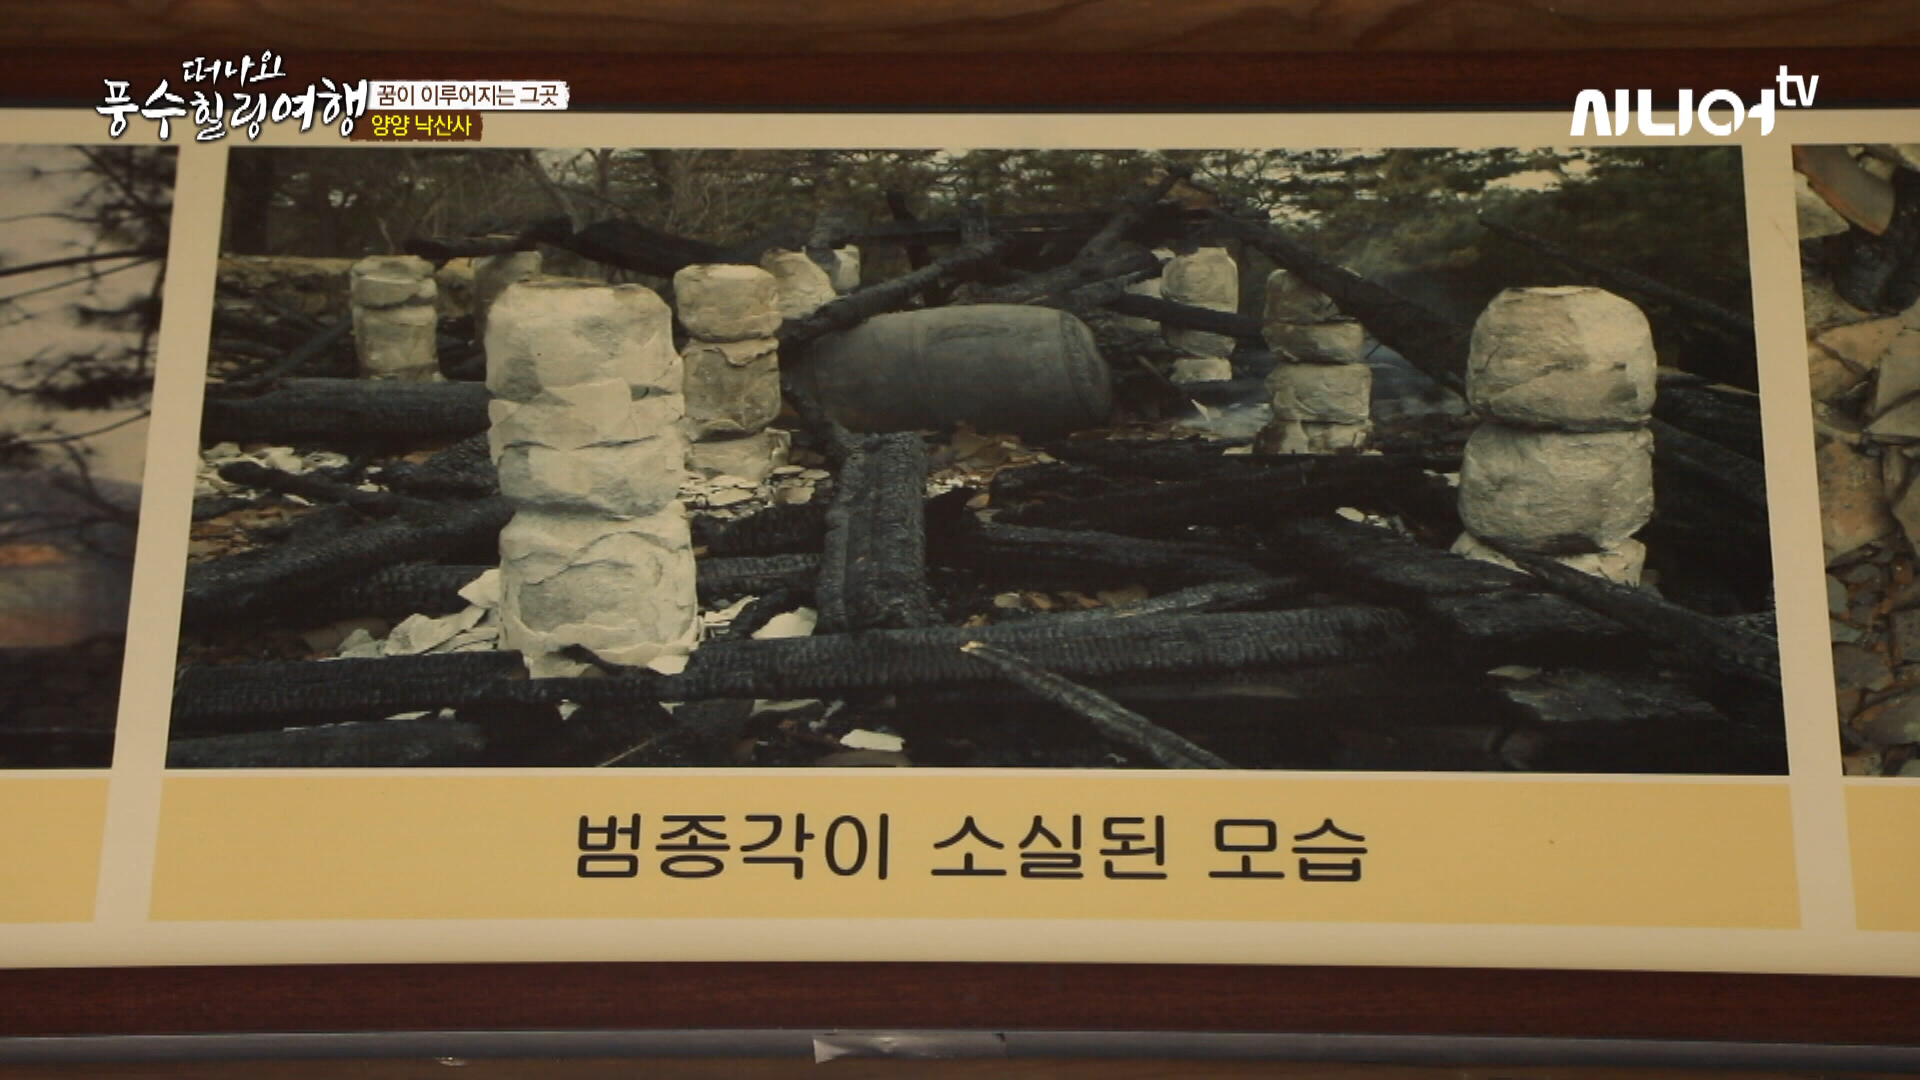 떠나요
풍수힐링여행
꿈이 이루어지는 그곳
양양 낙산사
시니어tv
범종각이 소실된 모습